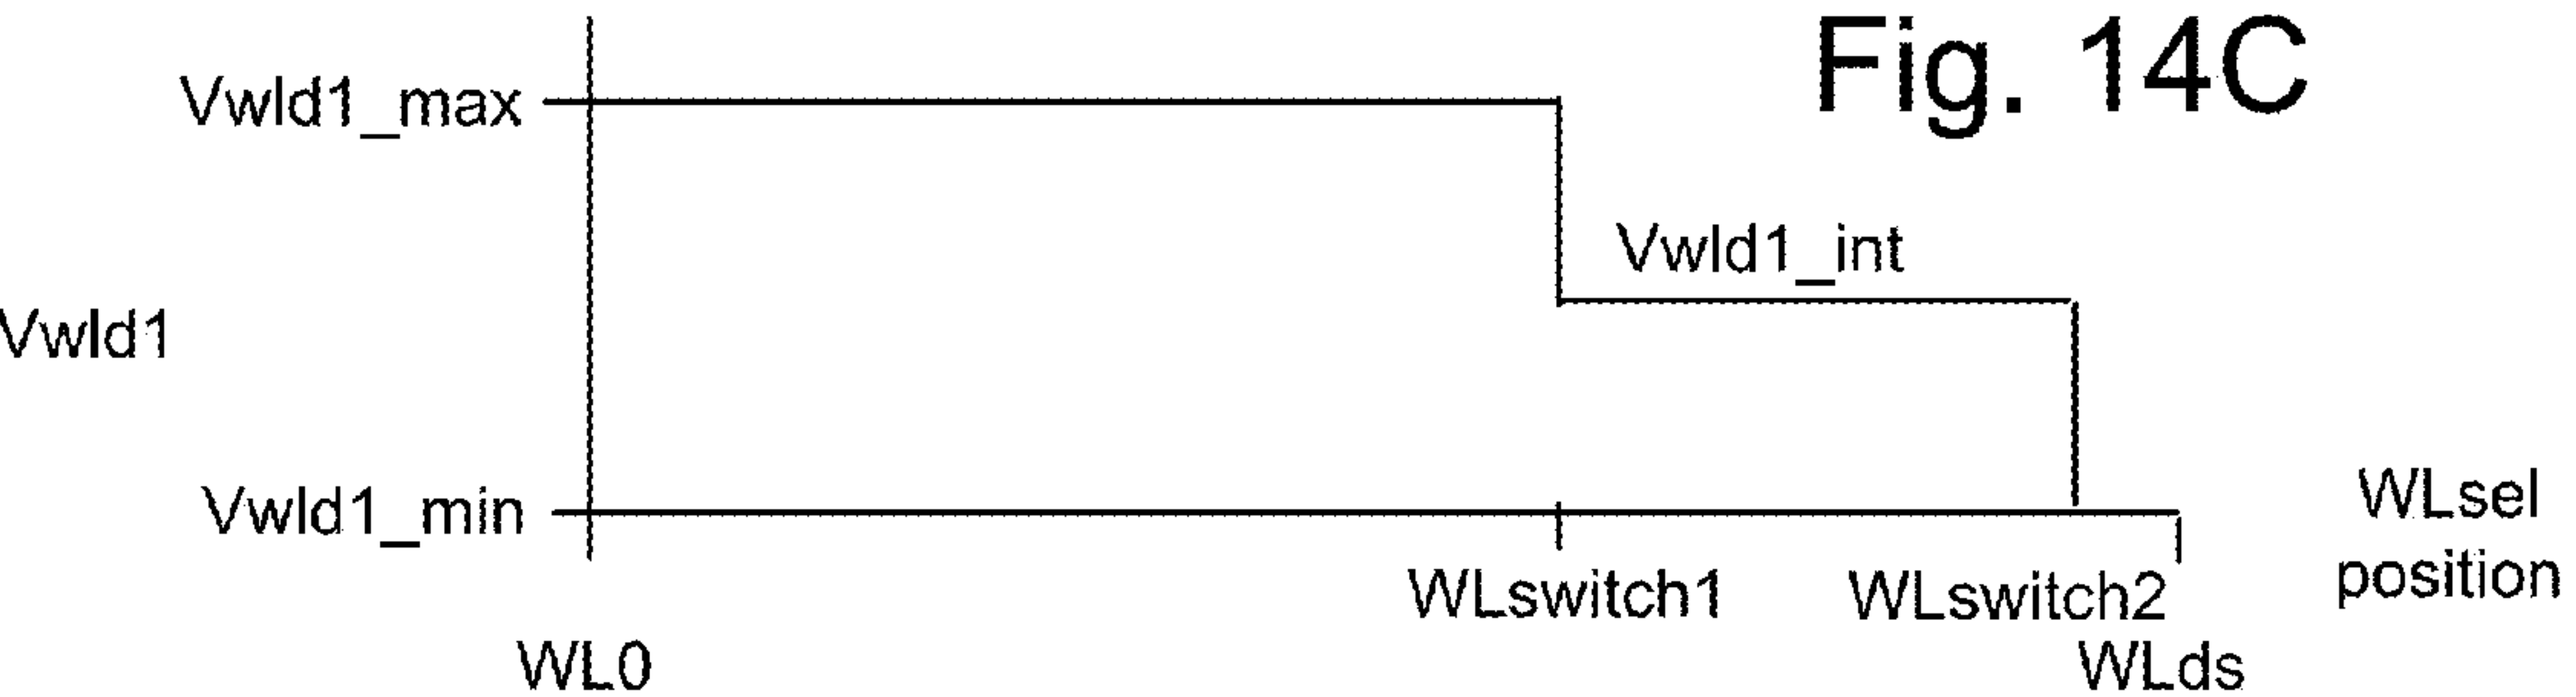 Fig. 14C
Vwld1_max
Vwld1_int
Vwld1
Vwld1_min
WLsel
position
WLswitch1
WLswitch2
WL0
WLds